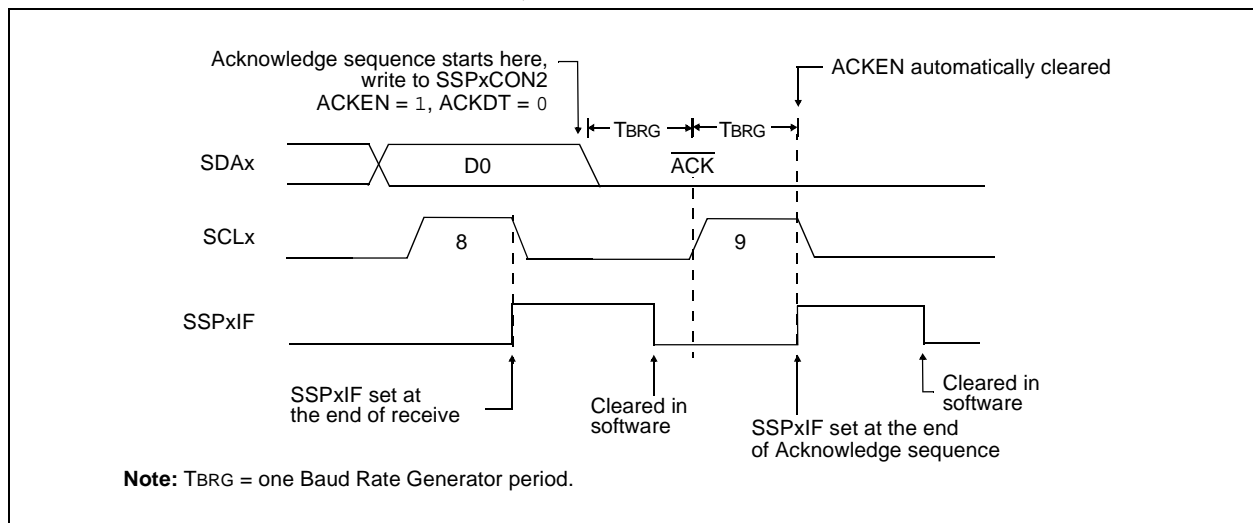 Acknowledge sequence starts here,
write to SSPxCON2
ACKEN = 1, ACKDT = 0
ACKEN automatically cleared
TBRG
TBRG
SDAx
D0
ACK
SCLx
8
9
SSPxIF
SSPxIF set at
the end of receive
Cleared in
software
SSPxIF set at the end
of Acknowledge sequence
Cleared in
software
Note: TBRG = one Baud Rate Generator period.